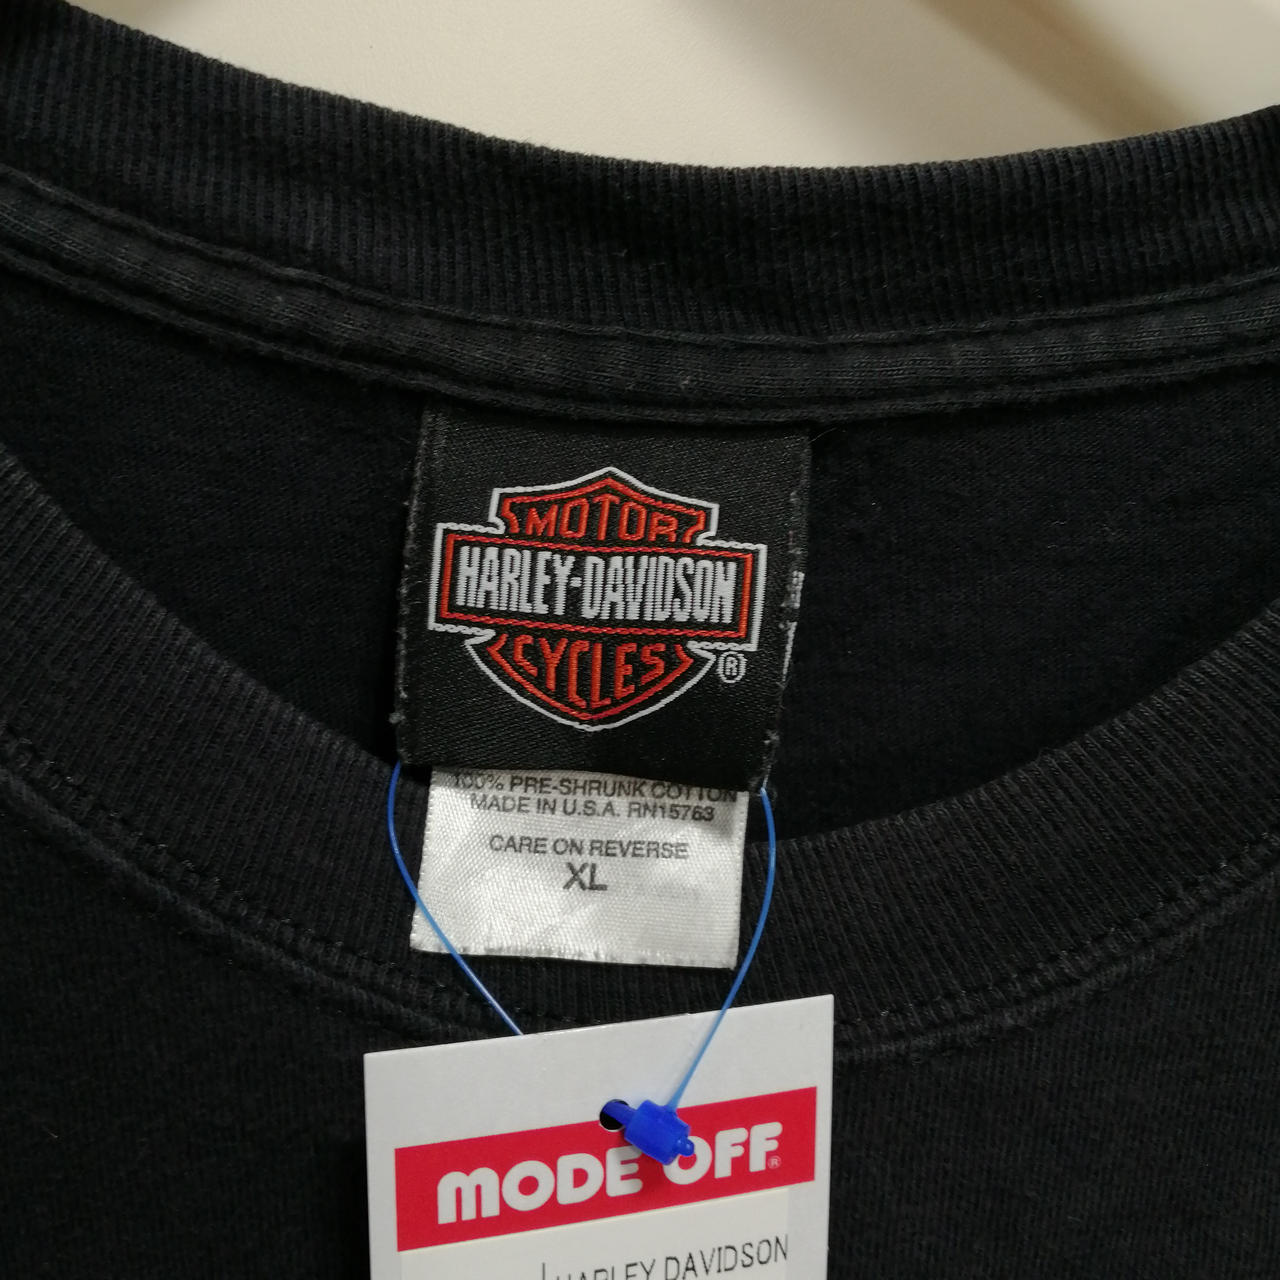 MOTOR
HARLEY-DAVIDSON
CYCLES
®
100% PRE-SHRUNK COTTON
MADE IN U.S.A. RN15763
CARE ON REVERSE
XL
MODE OFF®
HARLEY DAVIDSON